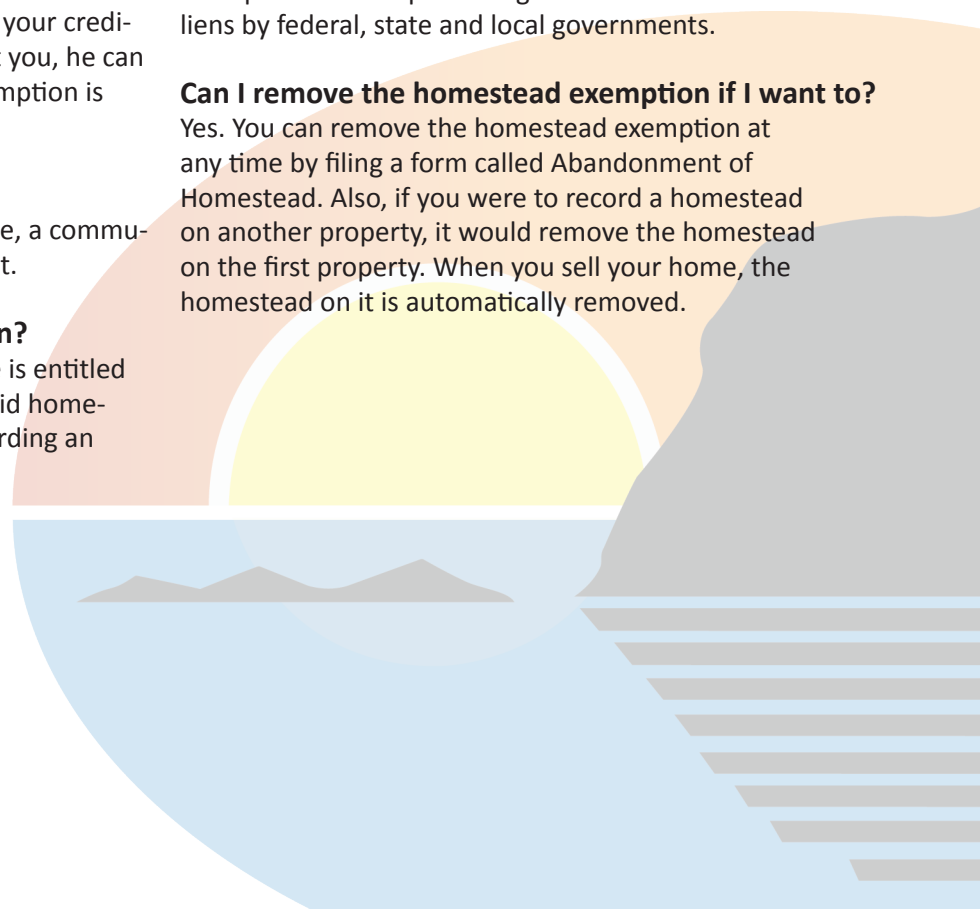 your credi-
you, he can
mption is
e, a commu-
t.
n?
is entitled
id home-
rding an
liens by federal, state and local governments.
Can I remove the homestead exemption if I want to?
Yes. You can remove the homestead exemption at
any time by filing a form called Abandonment of
Homestead. Also, if you were to record a homestead
on another property, it would remove the homestead
on the first property. When you sell your home, the
homestead on it is automatically removed.